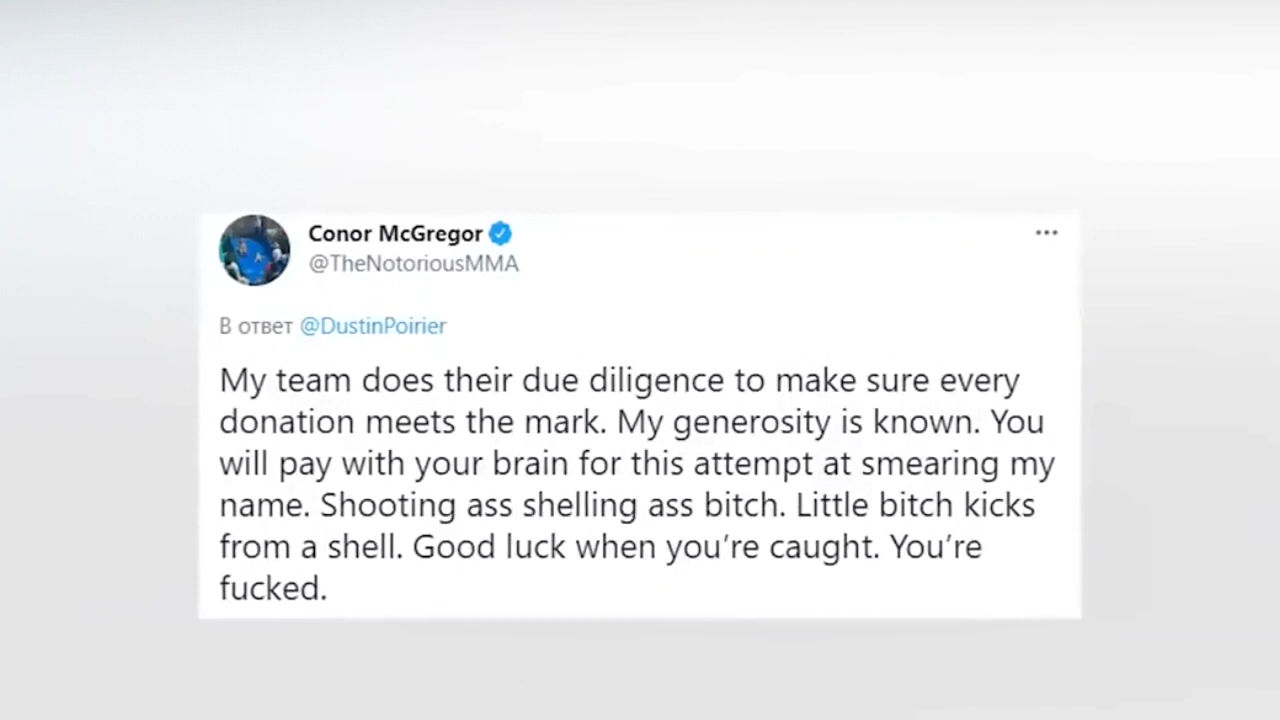 Conor McGregor
@TheNotoriousMMA
В ответ @DustinPoirier
My team does their due diligence to make sure every
donation meets the mark. My generosity is known. You
will pay with your brain for this attempt at smearing my
name. Shooting ass shelling ass bitch. Little bitch kicks
from a shell. Good luck when you’re caught. You’re
fucked.